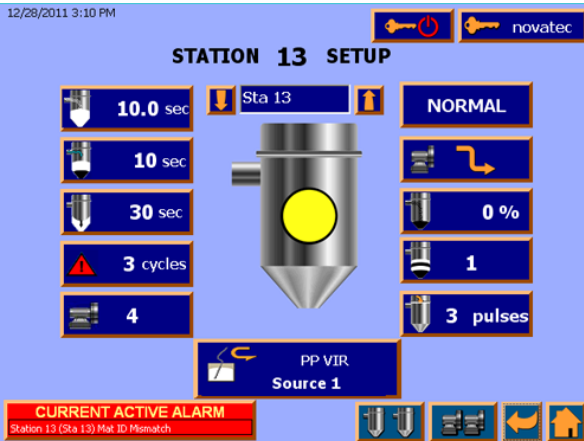 12/28/2011 3:10 PM
novatec
STATION 13 SETUP
10.0 sec
Sta 13
NORMAL
10 sec
30 sec
0 %
3 cycles
1
4
3 pulses
PP VIR
Source 1
CURRENT ACTIVE ALARM
Station 13 (Sta 13) Mat ID Mismatch